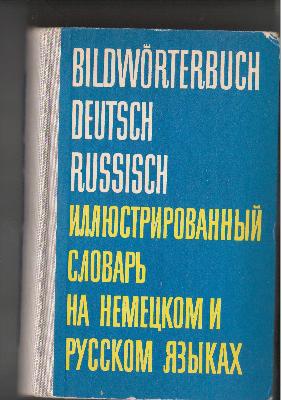 BILDWÖRTERBUCH
DEUTSCH
RUSSISCH
ИЛЛЮСТРИРОВАННЫЙ
СЛОВАРЬ
НА НЕМЕЦКОМ И
РУССКОМ ЯЗЫКАХ